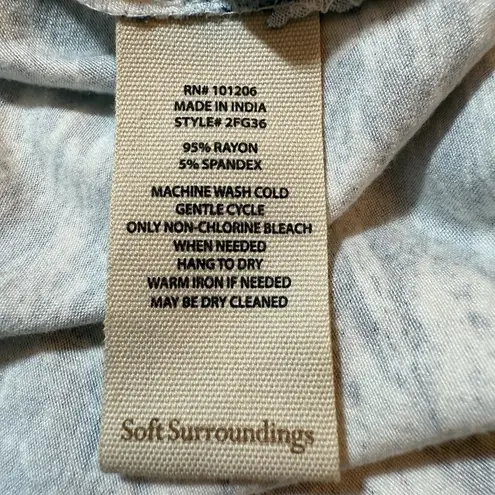 RN# 101206
MADE IN INDIA
STYLE# 2FG36
95% RAYON
5% SPANDEX
MACHINE WASH COLD
GENTLE CYCLE
ONLY NON-CHLORINE BLEACH
WHEN NEEDED
HANG TO DRY
WARM IRON IF NEEDED
MAY BE DRY CLEANED
Soft Surroundings